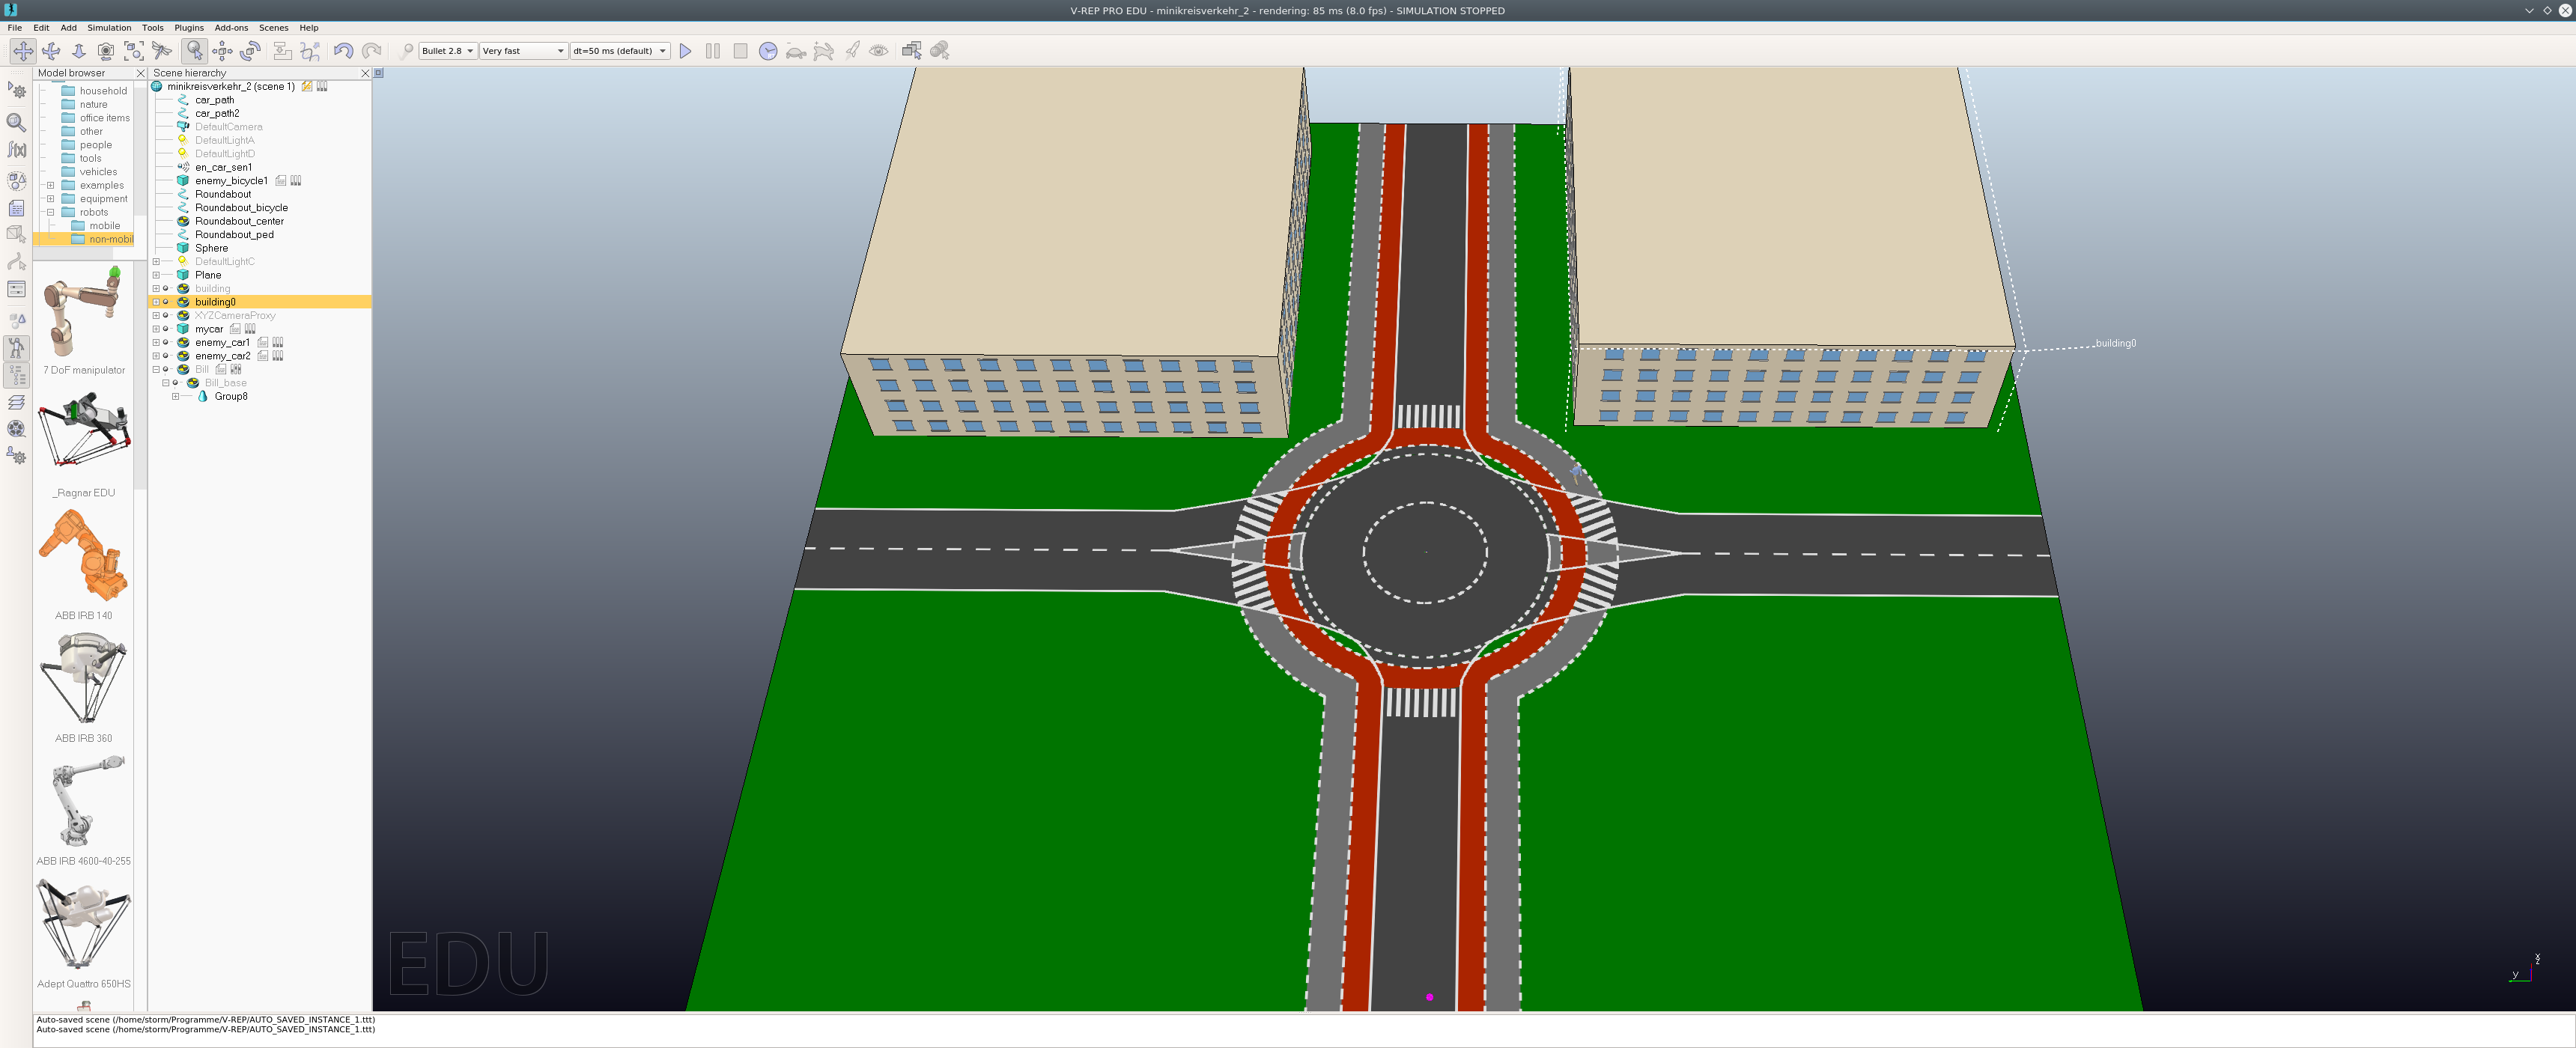 V-REP PRO EDU - minikreisverkehr_2 - rendering: 85 ms (8.0 fps) - SIMULATION STOPPED
File Edit Add Simulation Tools Plugins Add-ons Scenes Help
Bullet 2.8 Very fast dt=50 ms (default)
Model browser
household
nature
office items
other
people
tools
vehicles
examples
equipment
robots
mobile
non-mobil
7 DoF manipulator
_Ragnar EDU
ABB IRB 140
ABB IRB 360
ABB IRB 4600-40-255
Adept Quattro 650HS
Scene hierarchy
minikreisverkehr_2 (scene 1)
car_path
car_path2
DefaultCamera
DefaultLightA
DefaultLightD
en_car_sen1
enemy_bicycle1
Roundabout
Roundabout_bicycle
Roundabout_center
Roundabout_ped
Sphere
DefaultLightC
Plane
building
building0
XYZCameraProxy
mycar
enemy_car1
enemy_car2
Bill
Bill_base
Group8
f(x)
building0
EDU
x
z
y
Auto-saved scene (/home/storm/Programme/V-REP/AUTO_SAVED_INSTANCE_1.ttt)
Auto-saved scene (/home/storm/Programme/V-REP/AUTO_SAVED_INSTANCE_1.ttt)